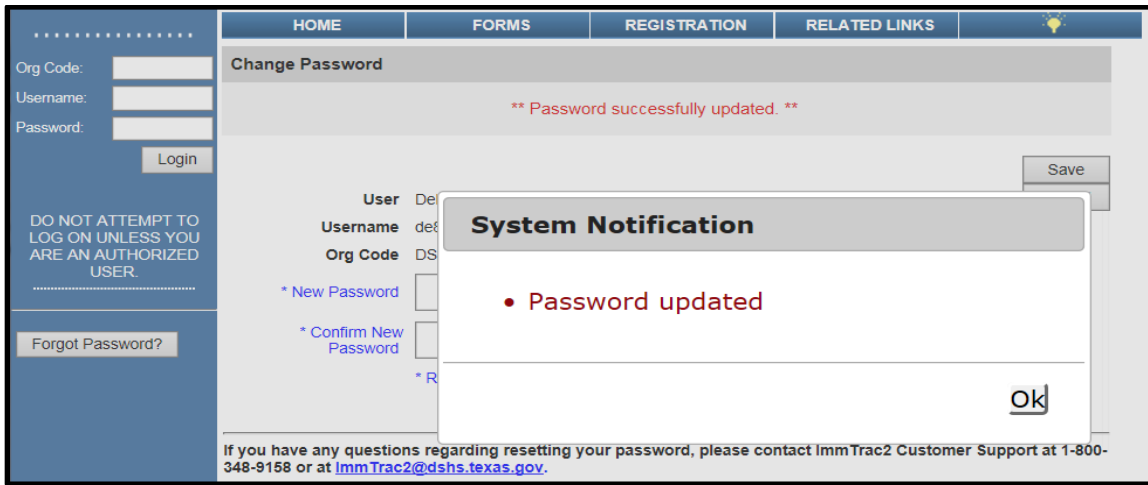 HOME FORMS REGISTRATION RELATED LINKS
Org Code:
Username:
Password:
Login
DO NOT ATTEMPT TO
LOG ON UNLESS YOU
ARE AN AUTHORIZED
USER.
Forgot Password?
Change Password
** Password successfully updated. **
Save
User
Username
Org Code
* New Password
* Confirm New
Password
System Notification
• Password updated
Ok
If you have any questions regarding resetting your password, please contact ImmTrac2 Customer Support at 1-800-
348-9158 or at ImmTrac2@dshs.texas.gov.